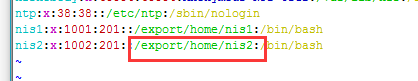 ntp:x:38:38::/etc/ntp:/sbin/nologin
nis1:x:1001:201::/export/home/nis1:/bin/bash
nis2:x:1002:201::/export/home/nis2:/bin/bash
~
~